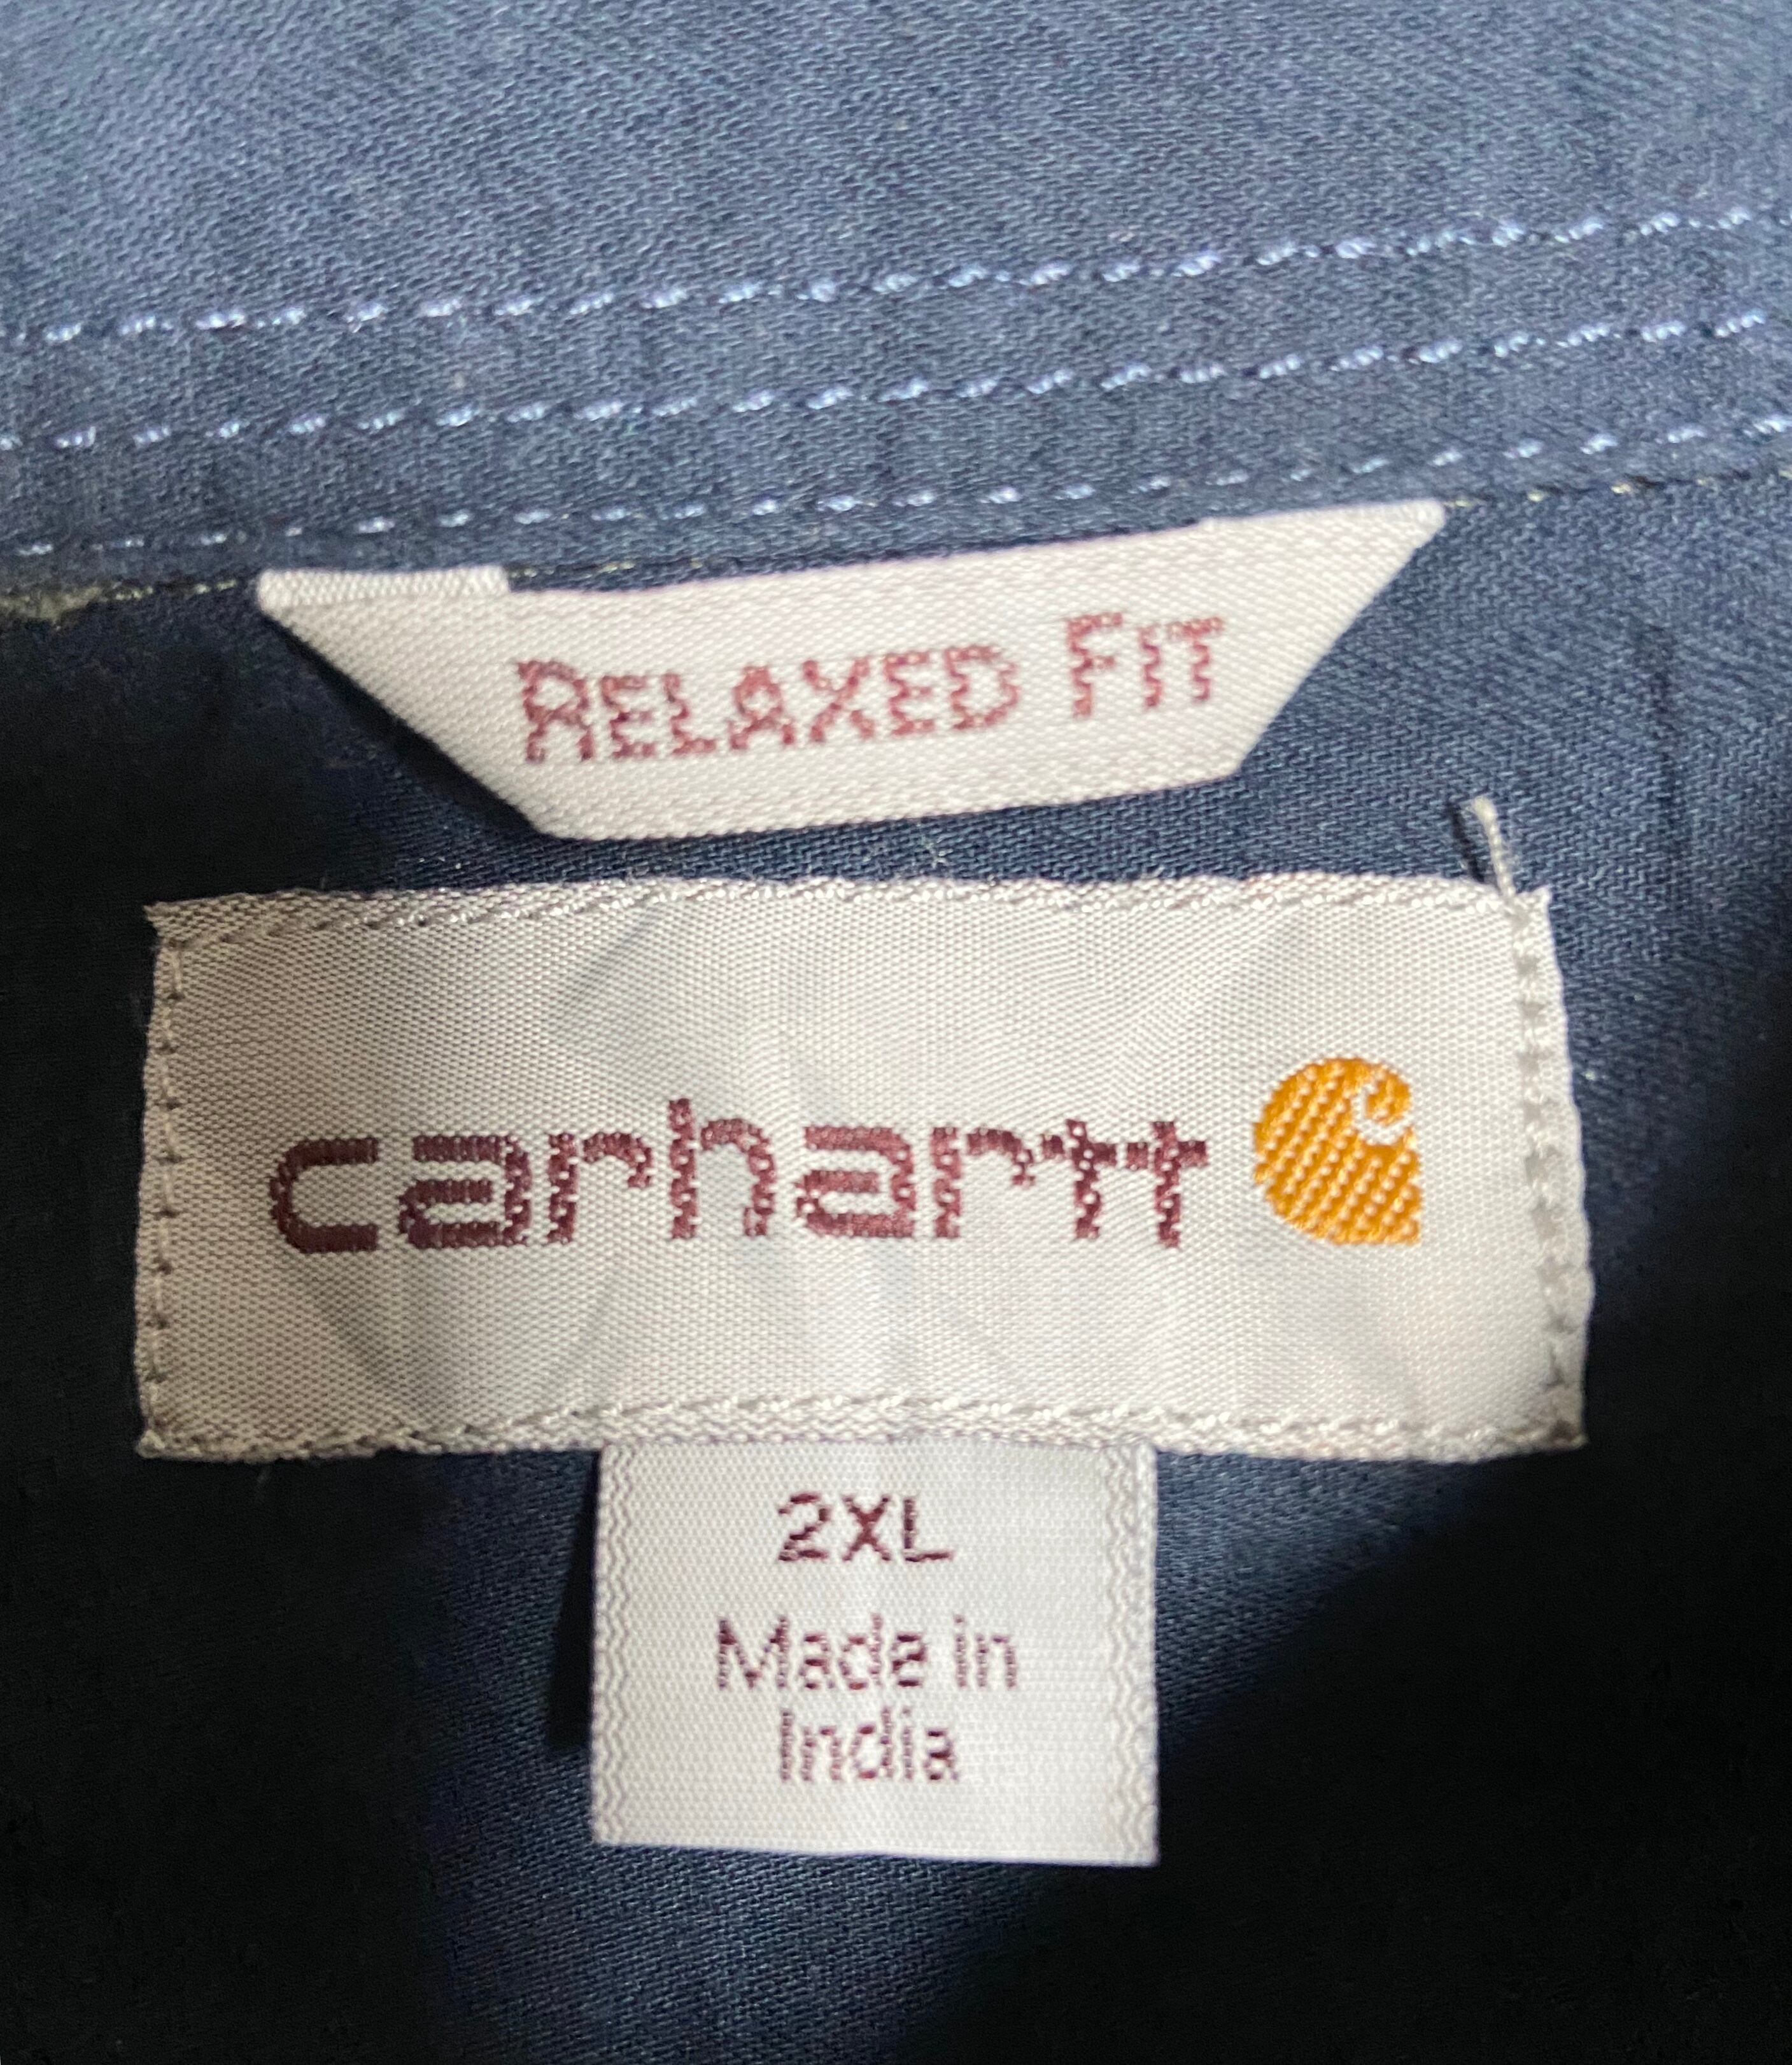 RELAXED FIT
carhartt
2XL
Made in
India